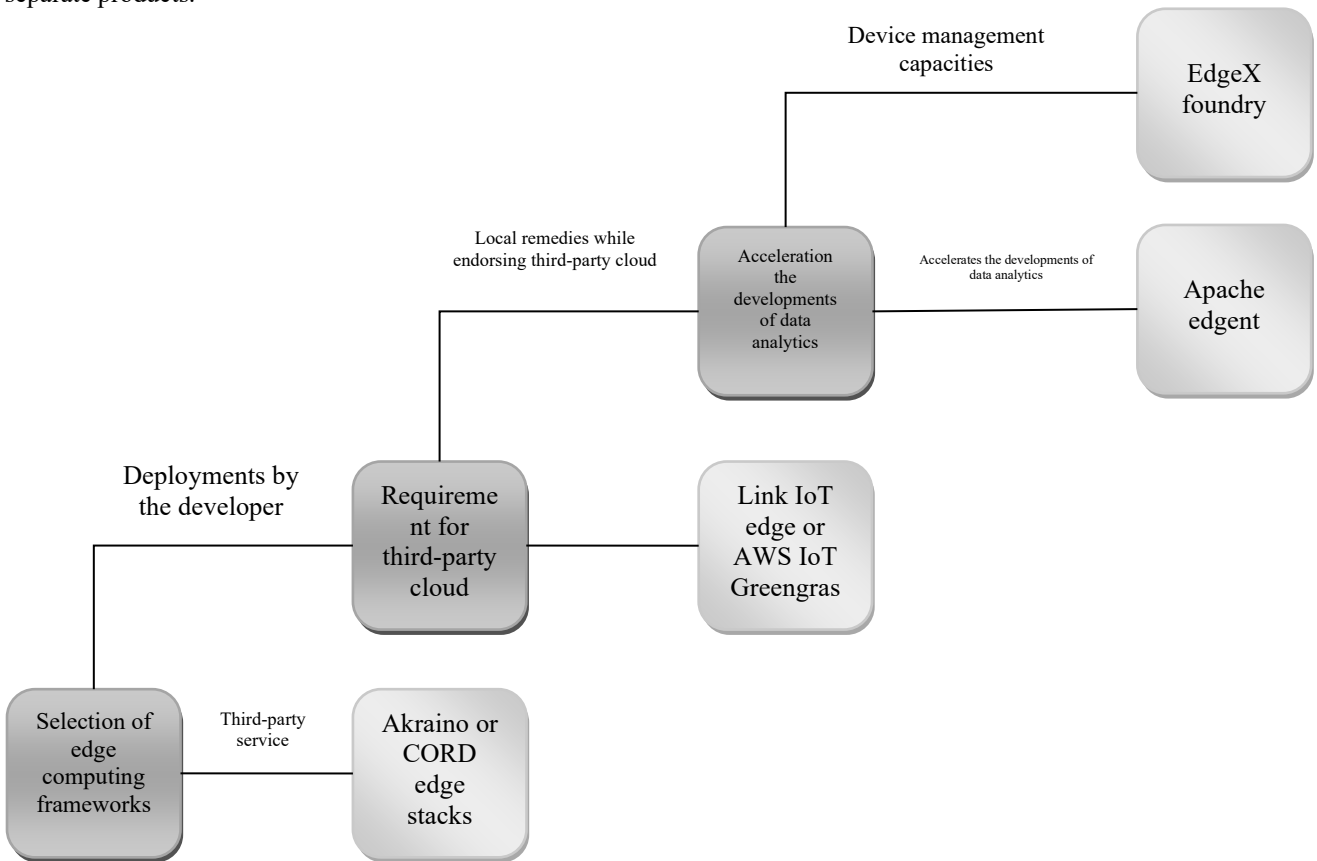 separate products.
Device management
capacities
EdgeX
foundry
Local remedies while
endorsing third-party cloud
Acceleration
the
developments
of data
analytics
Accelerates the developments of
data analytics
Apache
edgent
Deployments by
the developer
Requireme
nt for
third-party
cloud
Link IoT
edge or
AWS IoT
Greengras
Selection of
edge
computing
frameworks
Third-party
service
Akraino or
CORD
edge
stacks